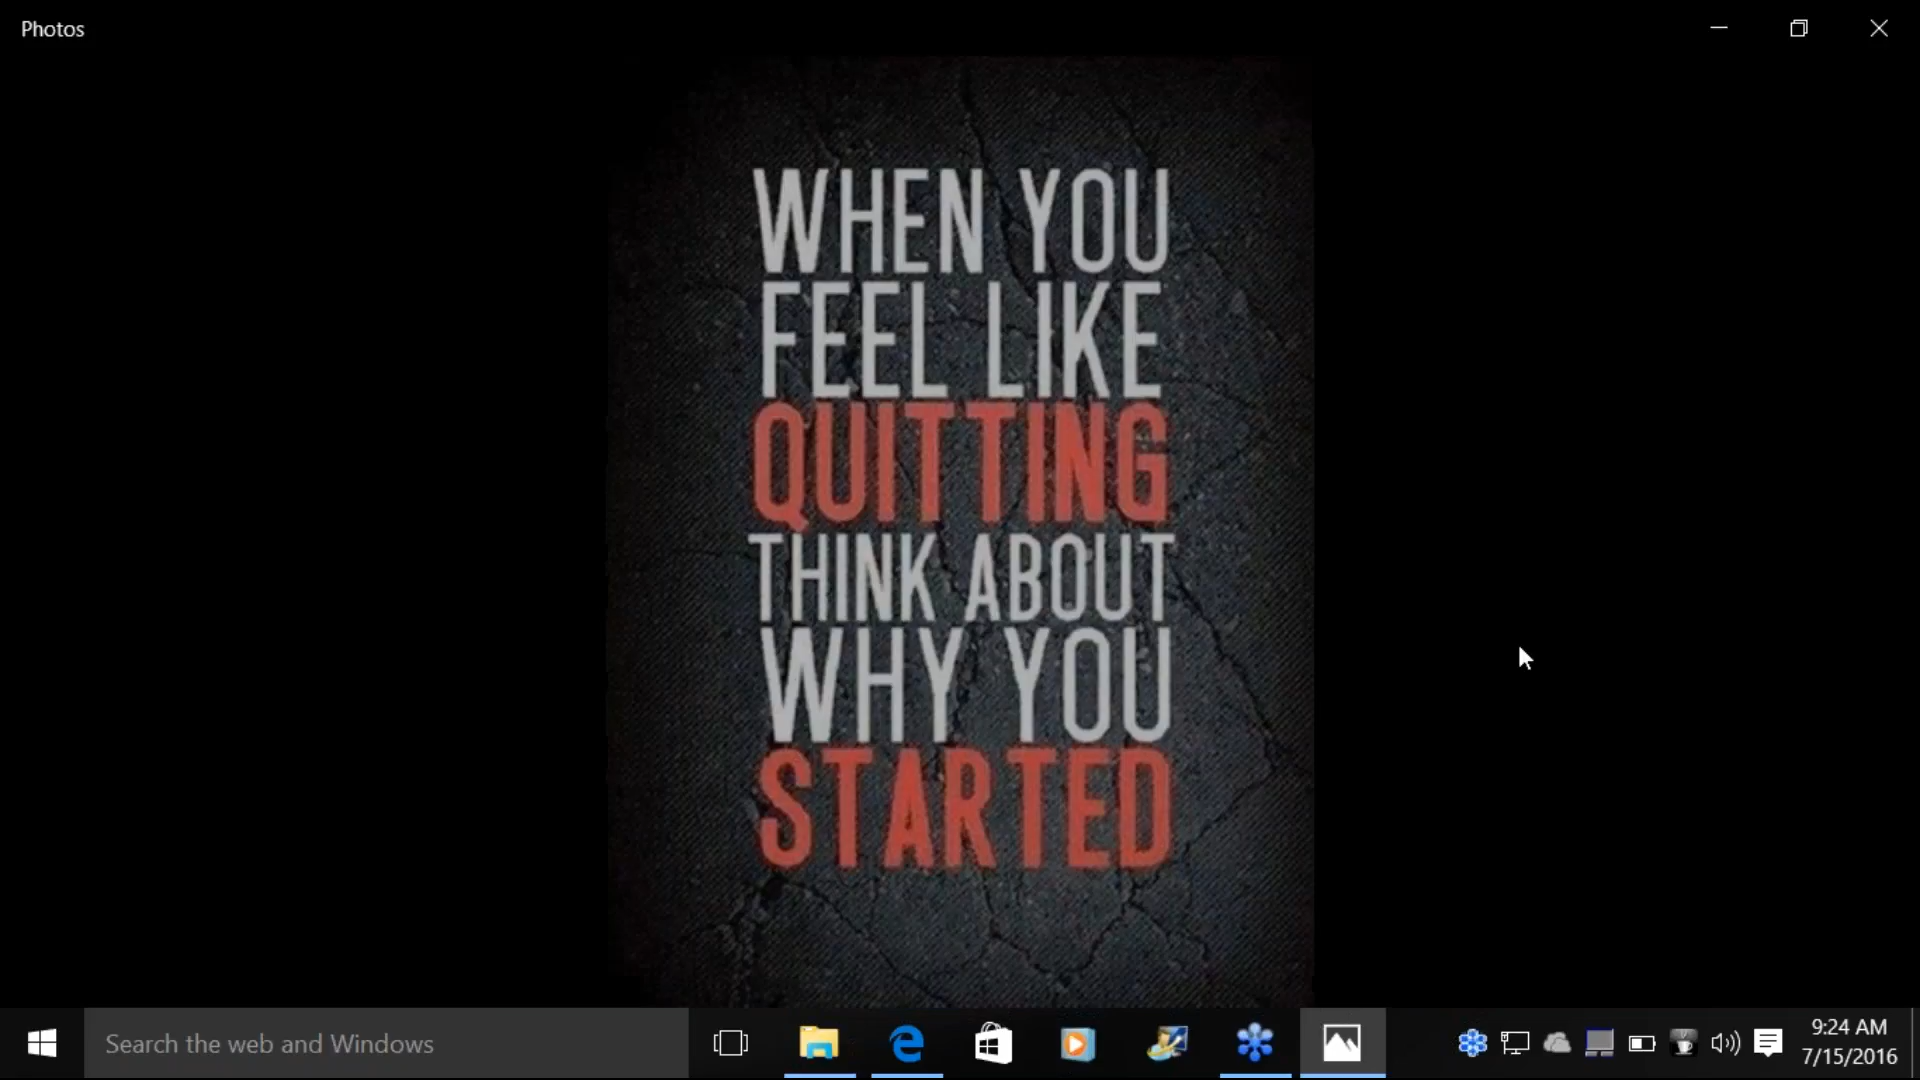 Photos
WHEN YOU
FEEL LIKE
QUITTING
THINK ABOUT
WHY YOU
STARTED
Search the web and Windows
9:24 AM
7/15/2016